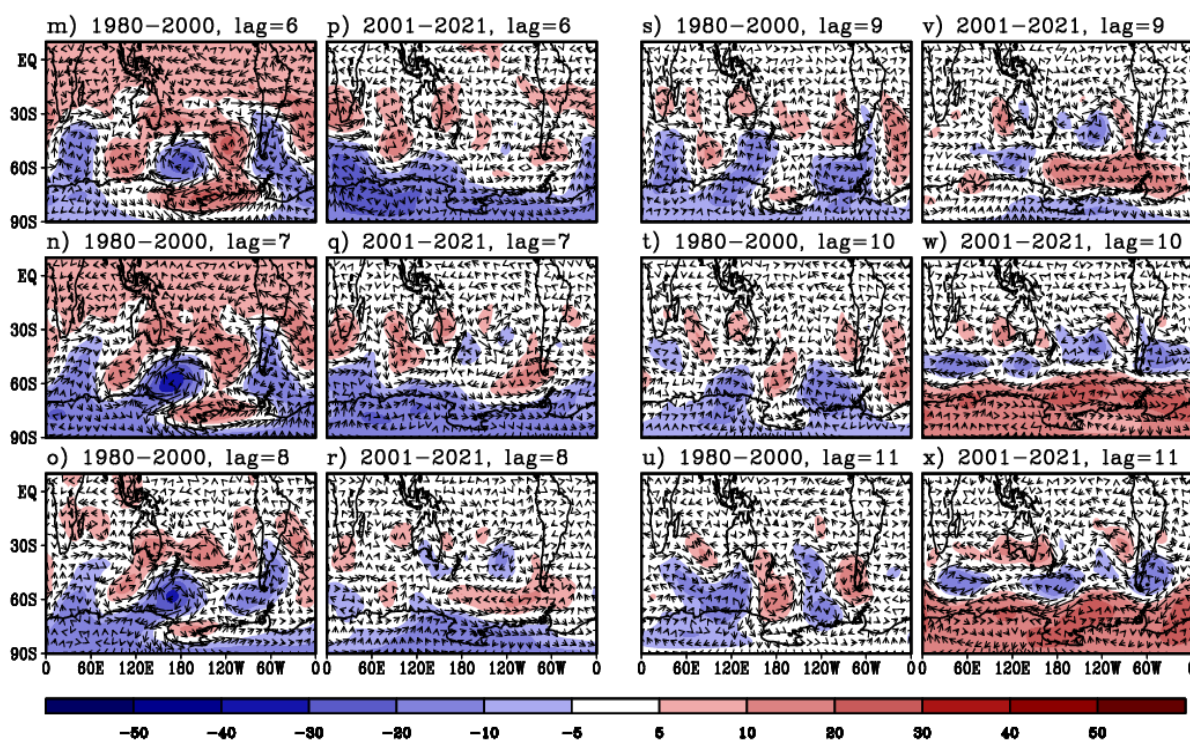 m) 1980−2000, lag=6 p) 2001−2021, lag=6 s) 1980−2000, lag=9 v) 2001−2021, lag=9
EQ
30S
60S
90S
n) 1980−2000, lag=7 q) 2001−2021, lag=7 t) 1980−2000, lag=10 w) 2001−2021, lag=10
EQ
30S
60S
90S
o) 1980−2000, lag=8 r) 2001−2021, lag=8 u) 1980−2000, lag=11 x) 2001−2021, lag=11
EQ
30S
60S
90S
0 60E 120E 180 120W 60W 0 60E 120E 180 120W 60W 0 0 60E 120E 180 120W 60W 0 60E 120E 180 120W 60W 0
−50 −40 −30 −20 −10 −5 5 10 20 30 40 50